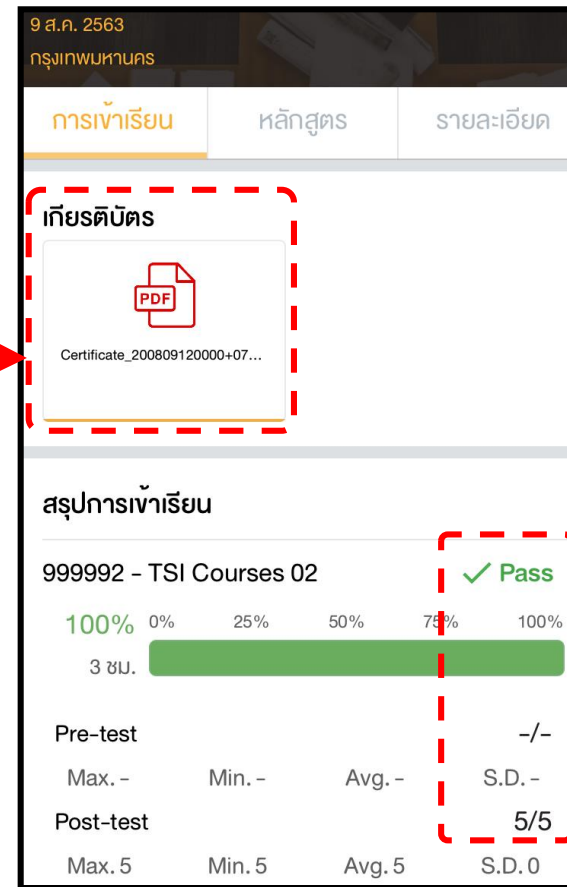 9 ส.ค. 2563
กรุงเทพมหานคร
การเข้าเรียน หลักสูตร รายละเอียด
เกียรติบัตร
PDF
Certificate_200809120000+07...
สรุปการเข้าเรียน
999992 - TSI Courses 02 Pass
100% 0% 25% 50% 75% 100%
3 ชม.
Pre-test -/-
Max. - Min. - Avg. - S.D. -
Post-test 5/5
Max. 5 Min. 5 Avg. 5 S.D. 0